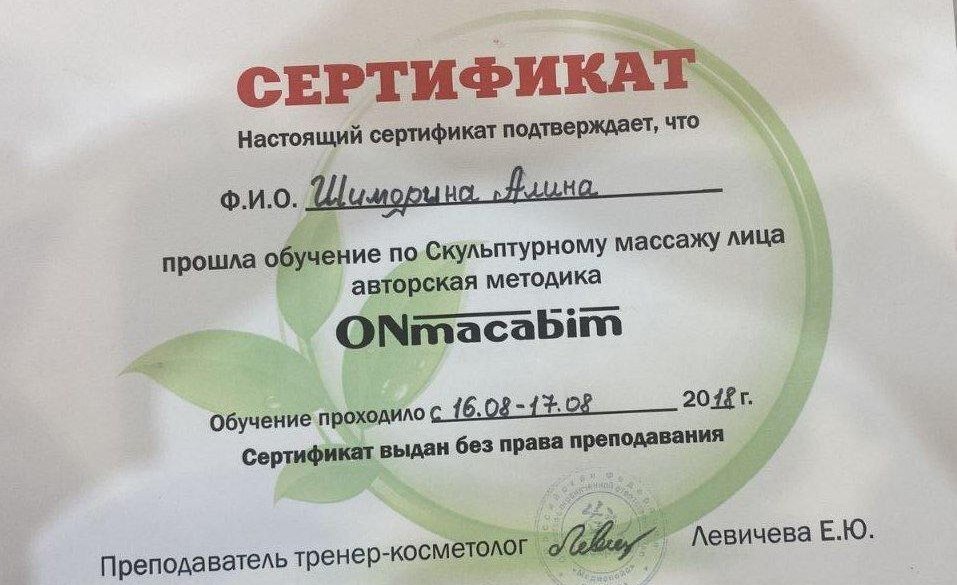 СЕРТИФИКАТ
Настоящий сертификат подтверждает, что
Ф.И.О. Шиморина Алина
прошла обучение по Скульптурному массажу лица
авторская методика
ONmacabim
Обучение проходило с 16.08-17.08 2018 г.
Сертификат выдан без права преподавания
Преподаватель тренер-косметолог Левичева Е.Ю.